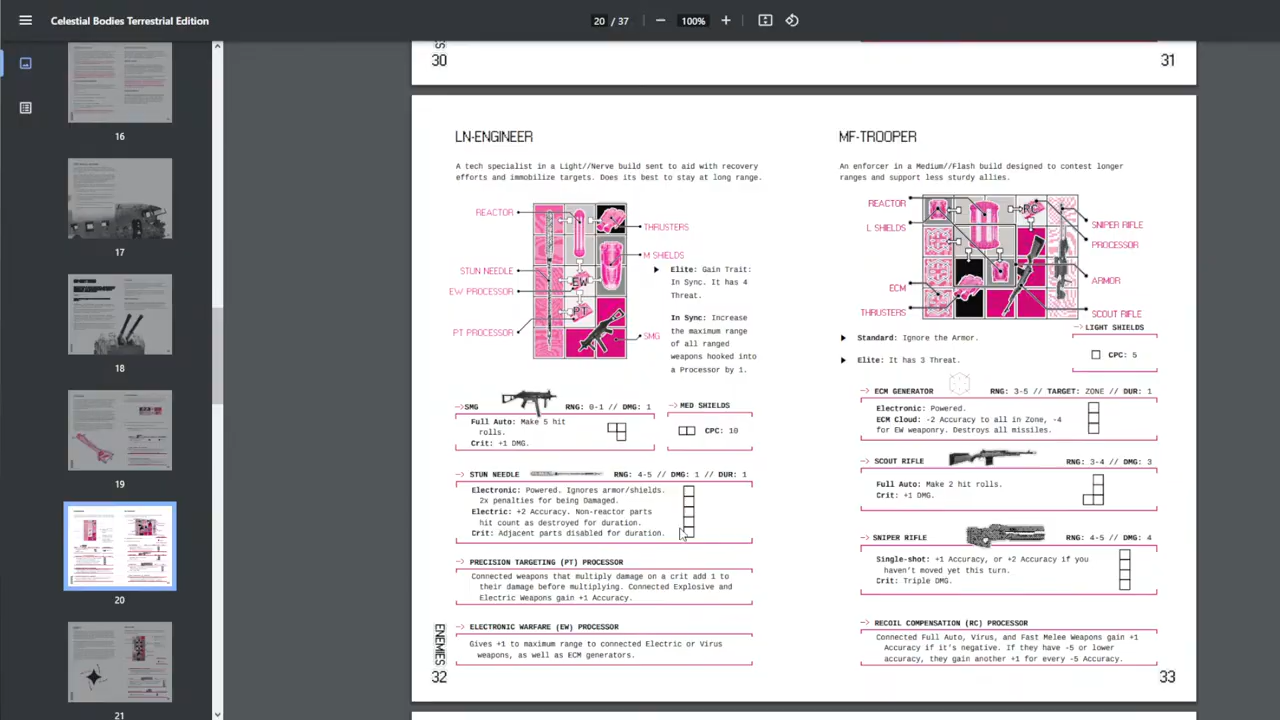 Celestial Bodies Terrestrial Edition
20 / 37
100%
16
17
18
19
20
21
30
31
LN-ENGINEER
A tech specialist in a Light//Nerve build sent to aid with recovery
efforts and immobilize targets. Does its best to stay at long range.
REACTOR
THRUSTERS
M SHIELDS
STUN NEEDLE
EW PROCESSOR
EW
PT
PT PROCESSOR
SMG
Elite: Gain Trait:
In Sync. It has 4
Threat.
In Sync: Increase
the maximum range
of all ranged
weapons hooked into
a Processor by 1.
SMG
RNG: 0-1 // DMG: 1
Full Auto: Make 5 hit
rolls.
Crit: +1 DMG.
MED SHIELDS
CPC: 10
STUN NEEDLE
RNG: 4-5 // DMG: 1 // DUR: 1
Electronic: Powered. Ignores armor/shields.
2x penalties for being Damaged.
Electric: +2 Accuracy. Non-reactor parts
hit count as destroyed for duration.
Crit: Adjacent parts disabled for duration.
PRECISION TARGETING (PT) PROCESSOR
Connected weapons that multiply damage on a crit add 1 to
their damage before multiplying. Connected Explosive and
Electric Weapons gain +1 Accuracy.
ELECTRONIC WARFARE (EW) PROCESSOR
Gives +1 to maximum range to connected Electric or Virus
weapons, as well as ECM generators.
ENEMIES
32
MF-TROOPER
An enforcer in a Medium//Flash build designed to contest longer
ranges and support less sturdy allies.
REACTOR
L SHIELDS
RC
SNIPER RIFLE
PROCESSOR
ARMOR
ECM
THRUSTERS
SCOUT RIFLE
Standard: Ignore the Armor.
Elite: It has 3 Threat.
LIGHT SHIELDS
CPC: 5
ECM GENERATOR
RNG: 3-5 // TARGET: ZONE // DUR: 1
Electronic: Powered.
ECM Cloud: -2 Accuracy to all in Zone, -4
for EW weaponry. Destroys all missiles.
SCOUT RIFLE
RNG: 3-4 // DMG: 3
Full Auto: Make 2 hit rolls.
Crit: +1 DMG.
SNIPER RIFLE
RNG: 4-5 // DMG: 4
Single-shot: +1 Accuracy, or +2 Accuracy if you
haven't moved yet this turn.
Crit: Triple DMG.
RECOIL COMPENSATION (RC) PROCESSOR
Connected Full Auto, Virus, and Fast Melee Weapons gain +1
Accuracy if it's negative. If they have -5 or lower
accuracy, they gain another +1 for every -5 Accuracy.
33